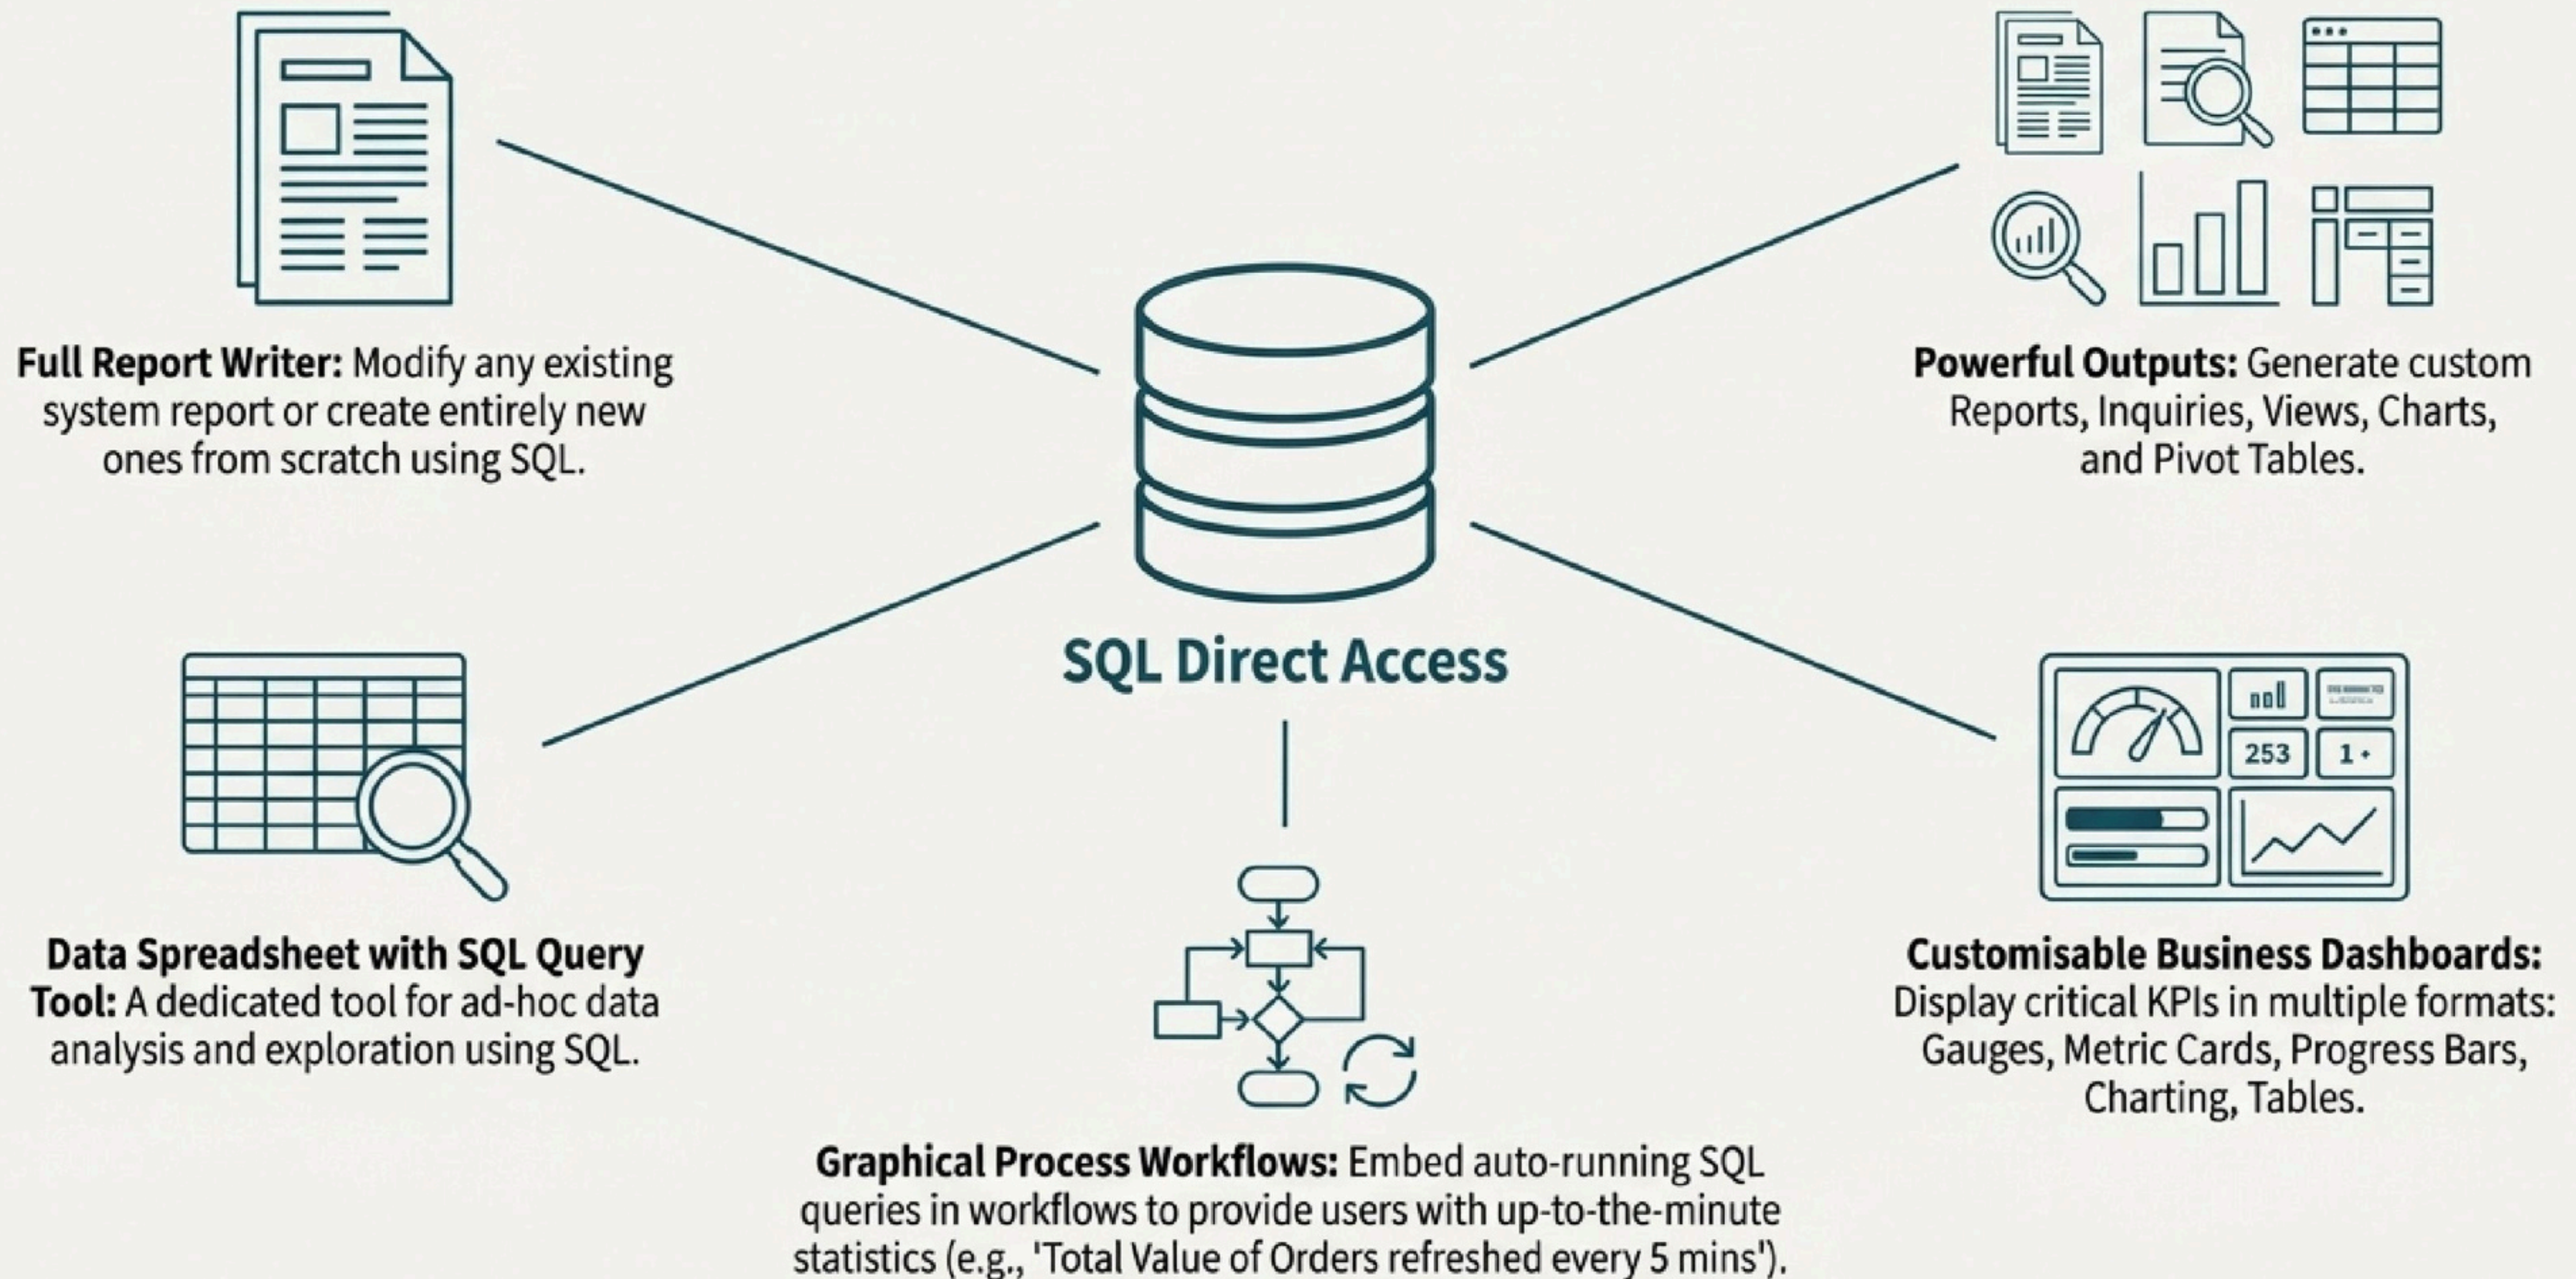 Full Report Writer: Modify any existing
system report or create entirely new
ones from scratch using SQL.
Powerful Outputs: Generate custom
Reports, Inquiries, Views, Charts,
and Pivot Tables.
SQL Direct Access
Data Spreadsheet with SQL Query
Tool: A dedicated tool for ad-hoc data
analysis and exploration using SQL.
253
1+
Customisable Business Dashboards:
Display critical KPIs in multiple formats:
Gauges, Metric Cards, Progress Bars,
Charting, Tables.
Graphical Process Workflows: Embed auto-running SQL
queries in workflows to provide users with up-to-the-minute
statistics (e.g., 'Total Value of Orders refreshed every 5 mins').